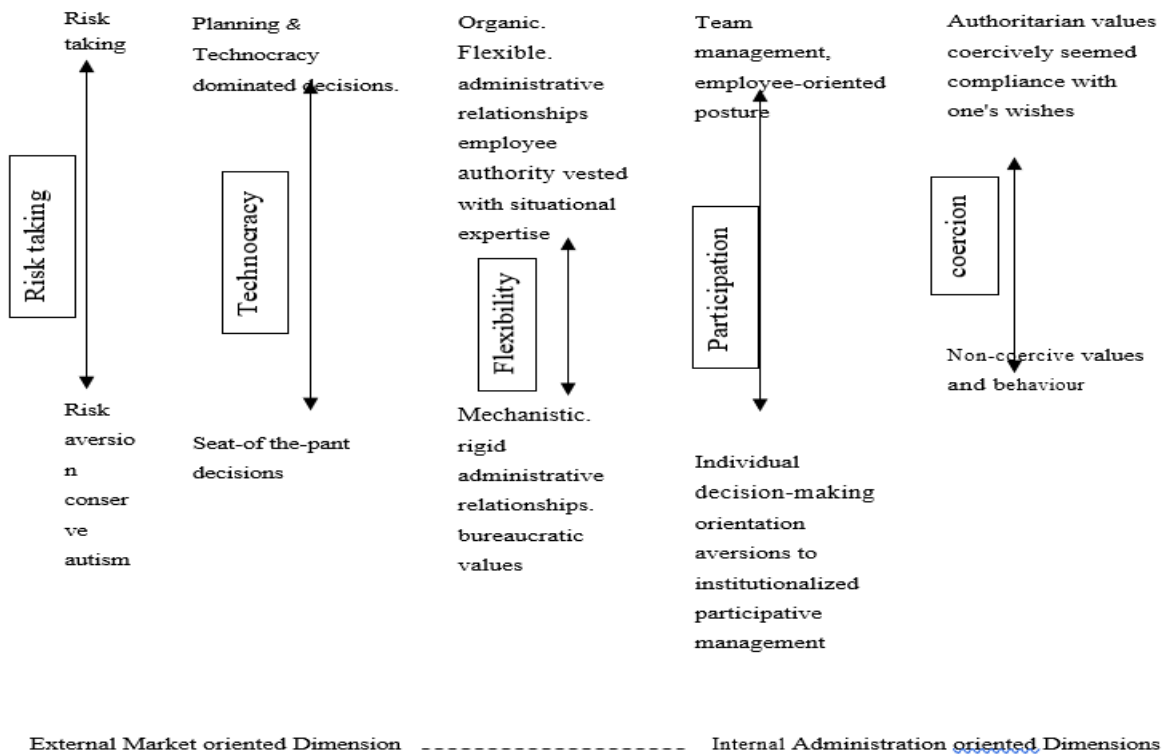 Risk
taking
Risk taking
Risk
aversio
n
conser
ve
autism
Planning &
Technocracy
dominated decisions.
Technocracy
Seat-of the-pant
decisions
Organic.
Flexible.
administrative
relationships
employee
authority vested
with situational
expertise
Flexibility
Mechanistic.
rigid
administrative
relationships.
bureaucratic
values
Team
management,
employee-oriented
posture
Participation
Individual
decision-making
orientation
aversions to
institutionalized
participative
management
Authoritarian values
coercively seemed
compliance with
one's wishes
coercion
Non-coercive values
and behaviour
External Market oriented Dimension ---------------- Internal Administration oriented Dimensions